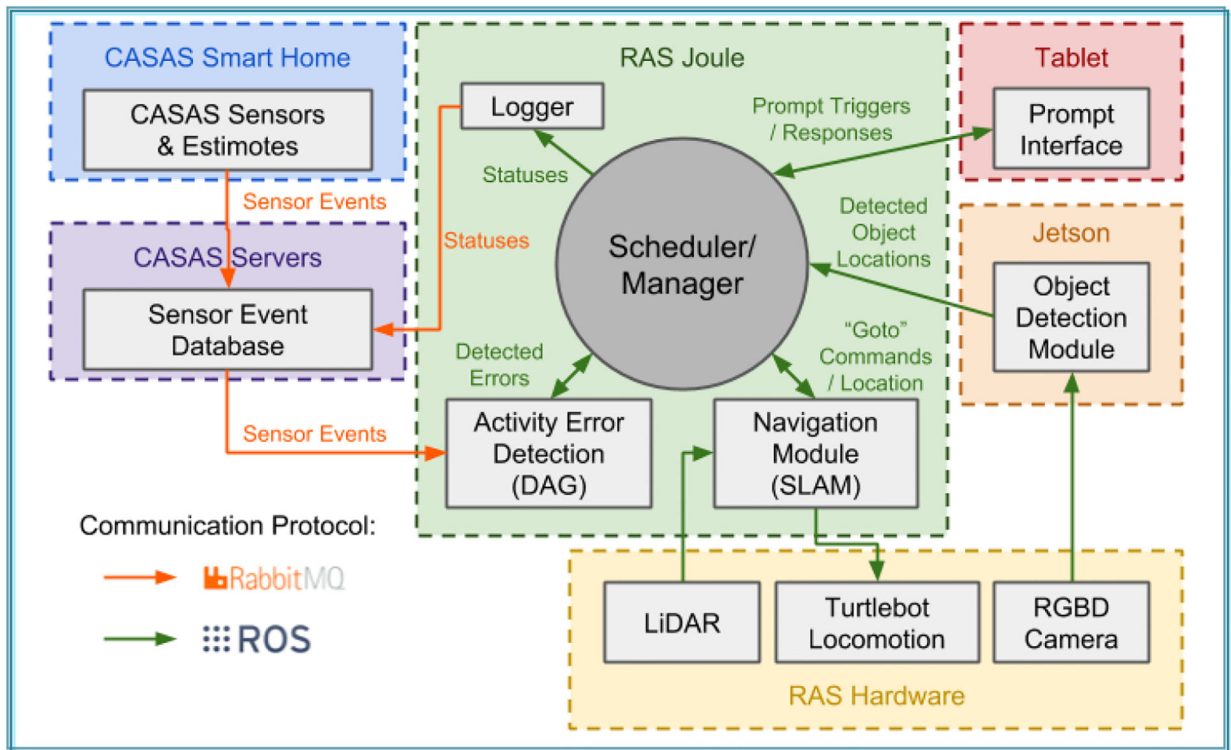 CASAS Smart Home
CASAS Sensors
& Estimotes
Sensor Events
CASAS Servers
Sensor Event
Database
Sensor Events
RAS Joule
Logger
Statuses
Statuses
Scheduler/
Manager
Prompt Triggers
/ Responses
Detected
Object
Locations
Detected
Errors
“Goto”
Commands
/ Location
Activity Error
Detection
(DAG)
Navigation
Module
(SLAM)
Tablet
Prompt
Interface
Jetson
Object
Detection
Module
Communication Protocol:
RabbitMQ
ROS
LiDAR
Turtlebot
Locomotion
RGBD
Camera
RAS Hardware